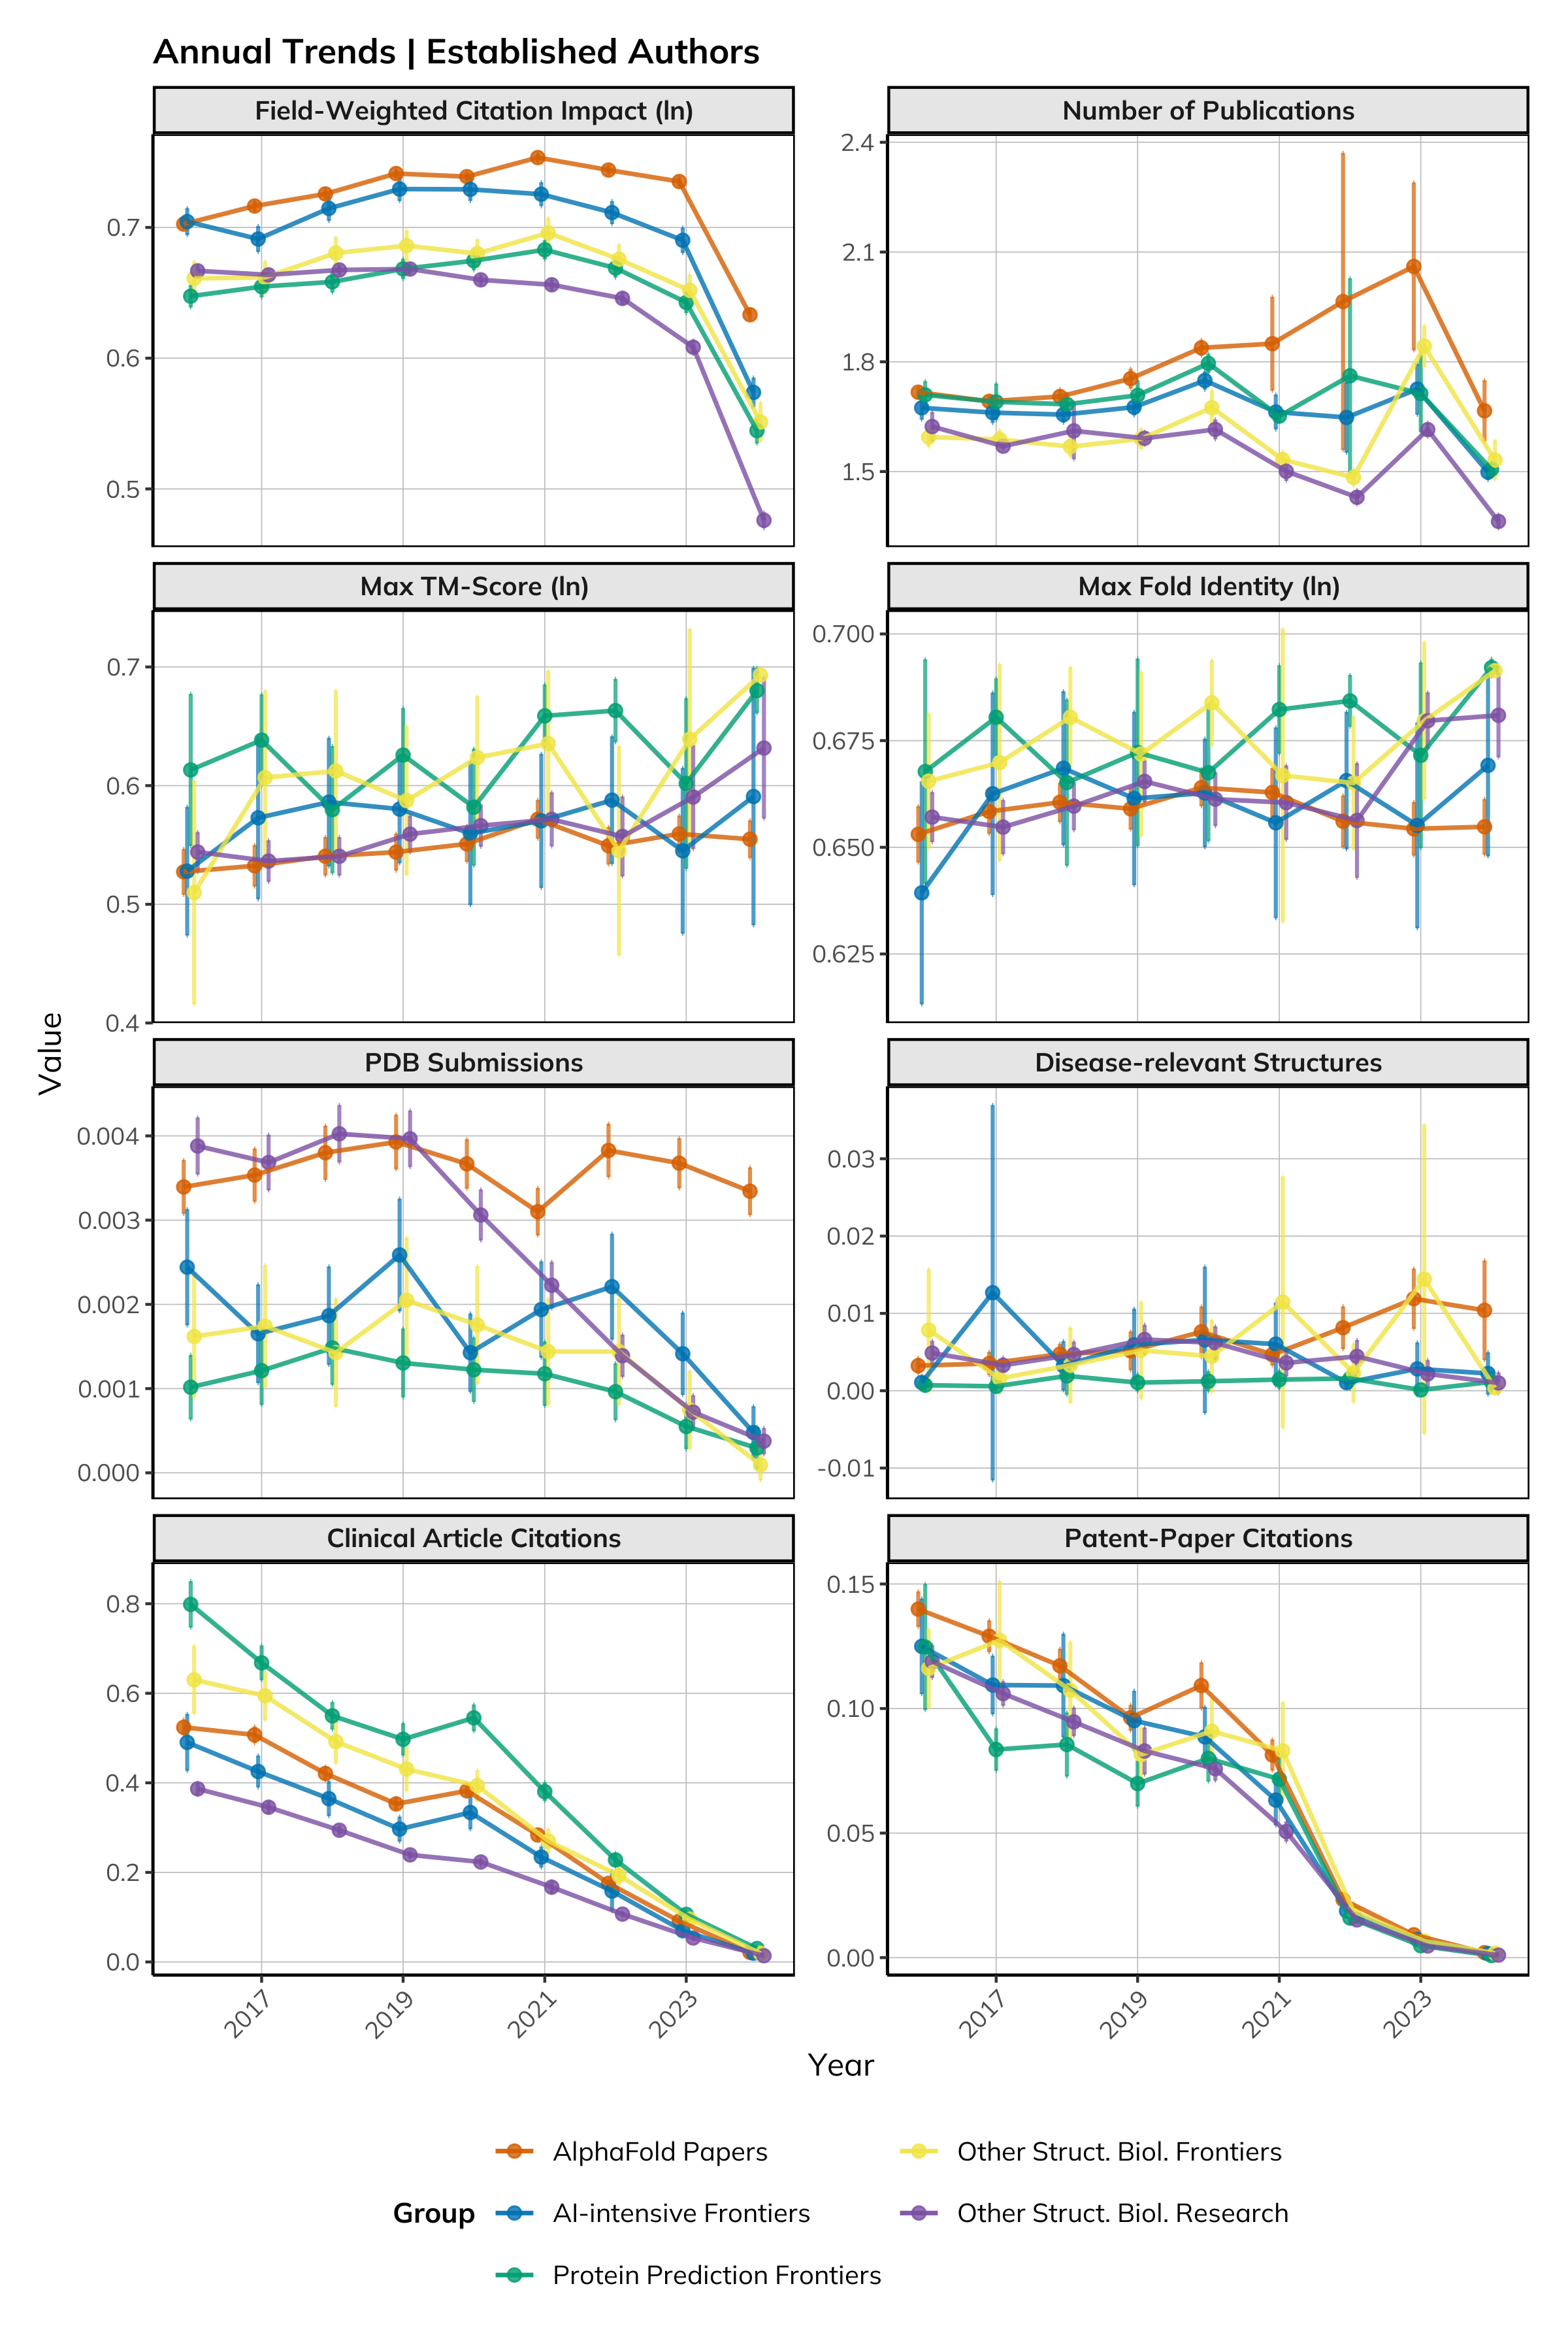 Annual Trends | Established Authors
Field-Weighted Citation Impact (ln)
Number of Publications
0.7
0.6
0.5
2.4
2.1
1.8
1.5
Max TM-Score (ln)
Max Fold Identity (ln)
0.7
0.6
0.5
0.4
0.700
0.675
0.650
0.625
Value
PDB Submissions
Disease-relevant Structures
0.004
0.003
0.002
0.001
0.000
0.03
0.02
0.01
0.00
-0.01
Clinical Article Citations
Patent-Paper Citations
0.8
0.6
0.4
0.2
0.0
0.15
0.10
0.05
0.00
2017
2019
2021
2023
2017
2019
2021
2023
Year
Group
AlphaFold Papers
AI-intensive Frontiers
Protein Prediction Frontiers
Other Struct. Biol. Frontiers
Other Struct. Biol. Research